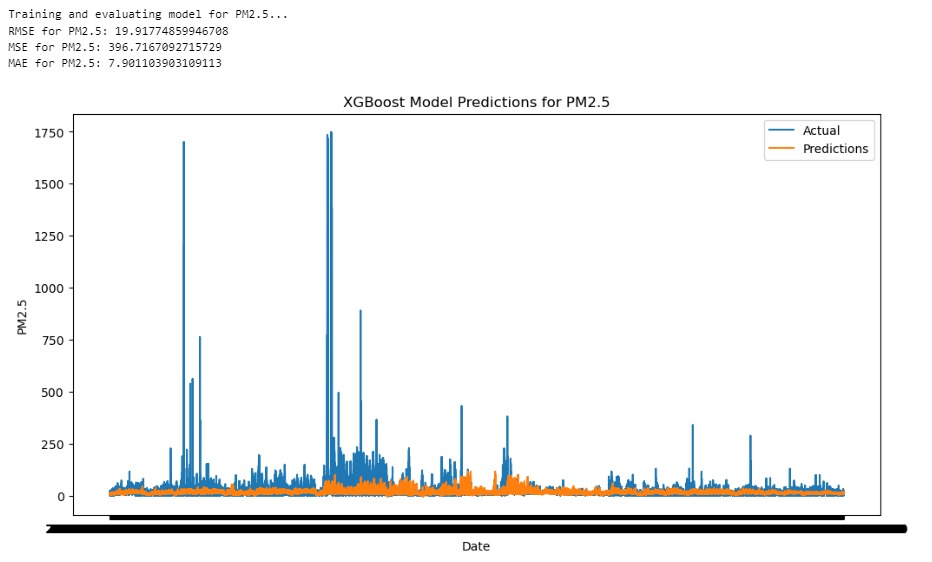 Training and evaluating model for PM2.5...
RMSE for PM2.5: 19.91774859946708
MSE for PM2.5: 396.7167092715729
MAE for PM2.5: 7.901103903109113
XGBoost Model Predictions for PM2.5
Actual
Predictions
1750
1500
1250
1000
750
500
250
0
PM2.5
Date